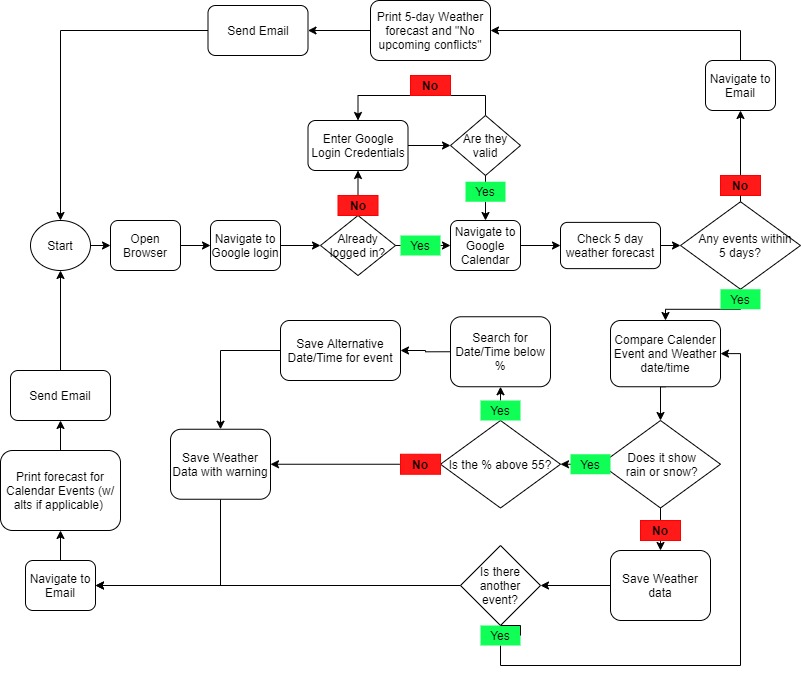 Send Email
Print 5-day Weather
forecast and "No
upcoming conflicts"
Navigate to
Email
No
Enter Google
Login Credentials
Are they
valid
No
Yes
No
Start
Open
Browser
Navigate to
Google login
Already
logged in?
Yes
Navigate to
Google
Calendar
Check 5 day
weather forecast
Any events within
5 days?
Yes
Save Alternative
Date/Time for event
Search for
Date/Time below
%
Compare Calender
Event and Weather
date/time
Send Email
Yes
Save Weather
Data with warning
No
Is the % above 55?
Yes
Does it show
rain or snow?
Print forecast for
Calendar Events (w/
alts if applicable)
No
Navigate to
Email
Is there
another
event?
Save Weather
data
Yes